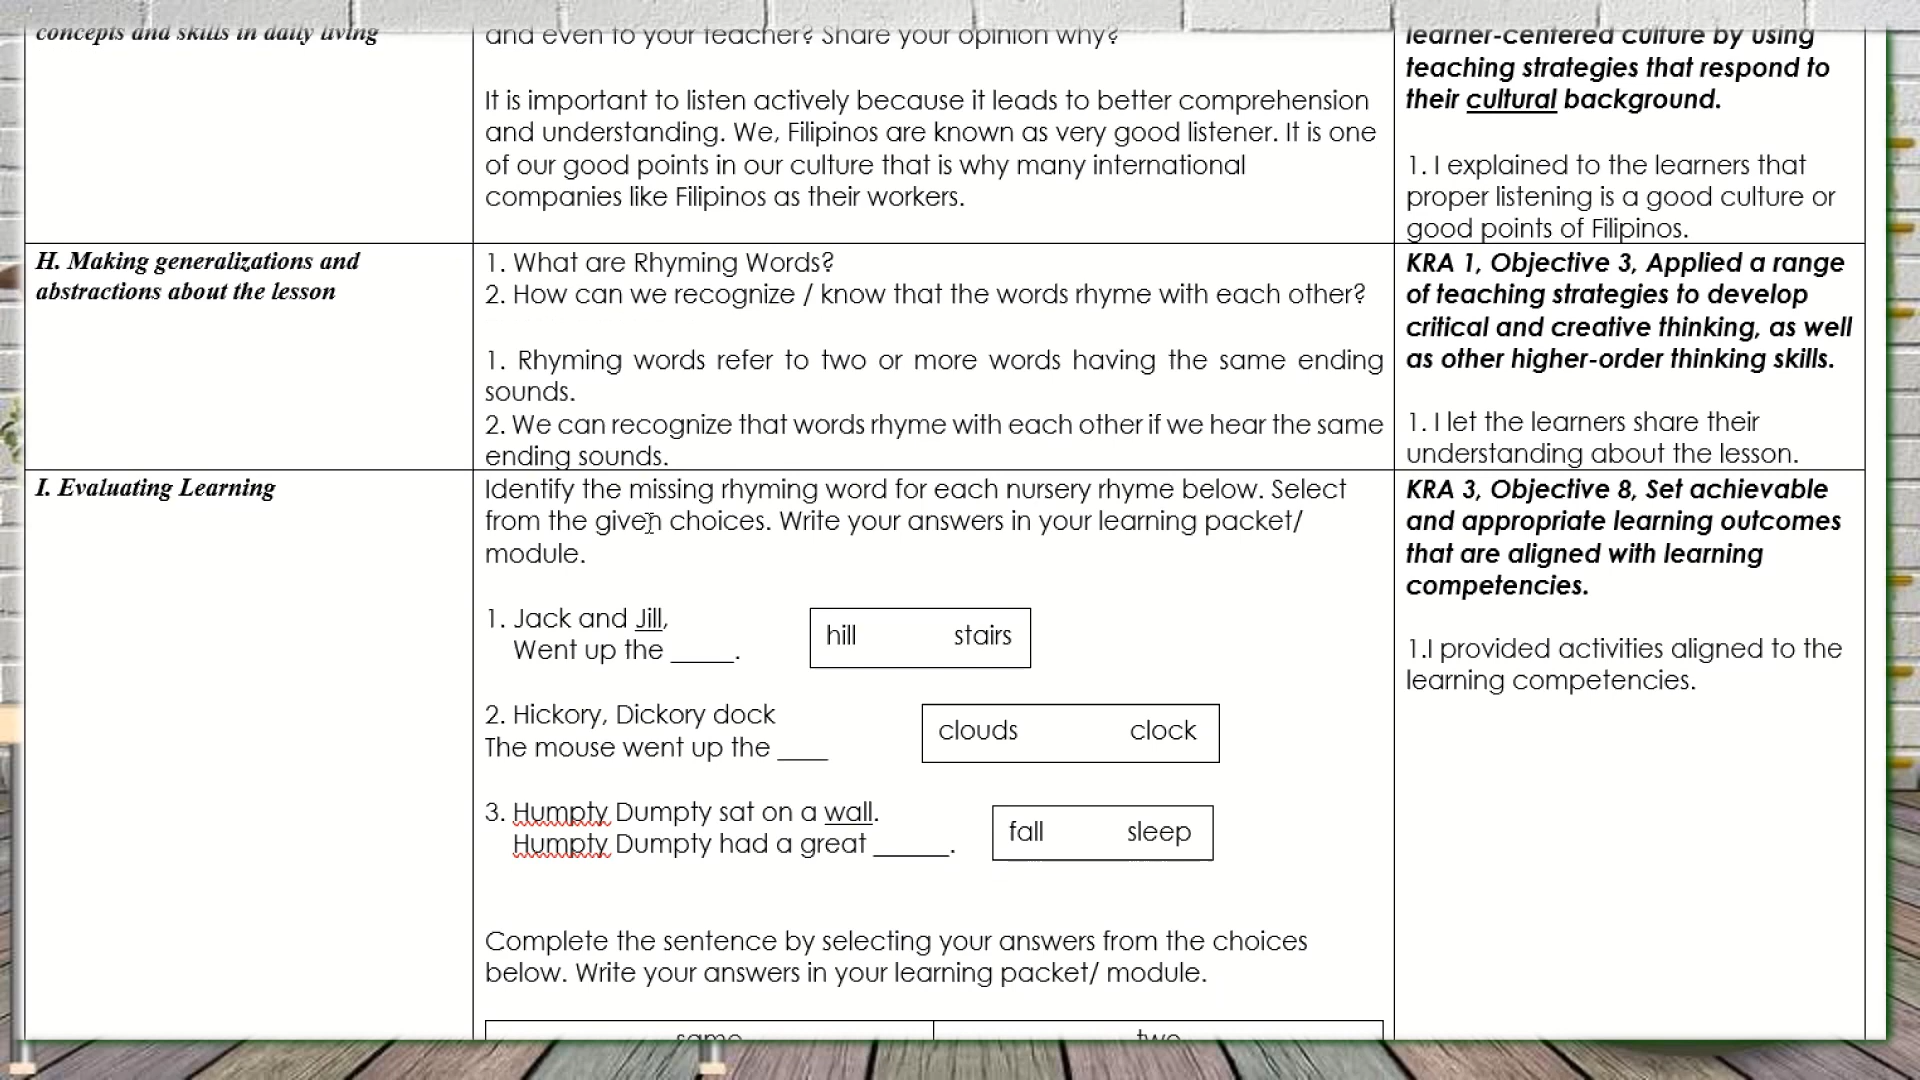 concepts and skills in daily living
and even to your teacher? Share your opinion why?
It is important to listen actively because it leads to better comprehension
and understanding. We, Filipinos are known as very good listener. It is one
of our good points in our culture that is why many international
companies like Filipinos as their workers.
learner-centered culture by using
teaching strategies that respond to
their cultural background.
1. I explained to the learners that
proper listening is a good culture or
good points of Filipinos.
H. Making generalizations and
abstractions about the lesson
1. What are Rhyming Words?
2. How can we recognize / know that the words rhyme with each other?
1. Rhyming words refer to two or more words having the same ending
sounds.
2. We can recognize that words rhyme with each other if we hear the same
ending sounds.
KRA 1, Objective 3, Applied a range
of teaching strategies to develop
critical and creative thinking, as well
as other higher-order thinking skills.
1. I let the learners share their
understanding about the lesson.
I. Evaluating Learning
Identify the missing rhyming word for each nursery rhyme below. Select
from the given choices. Write your answers in your learning packet/
module.
1. Jack and Jill,
Went up the _____.
hill stairs
2. Hickory, Dickory dock
The mouse went up the ____
clouds clock
3. Humpty Dumpty sat on a wall.
Humpty Dumpty had a great ______.
fall sleep
Complete the sentence by selecting your answers from the choices
below. Write your answers in your learning packet/ module.
same two
KRA 3, Objective 8, Set achievable
and appropriate learning outcomes
that are aligned with learning
competencies.
1.I provided activities aligned to the
learning competencies.